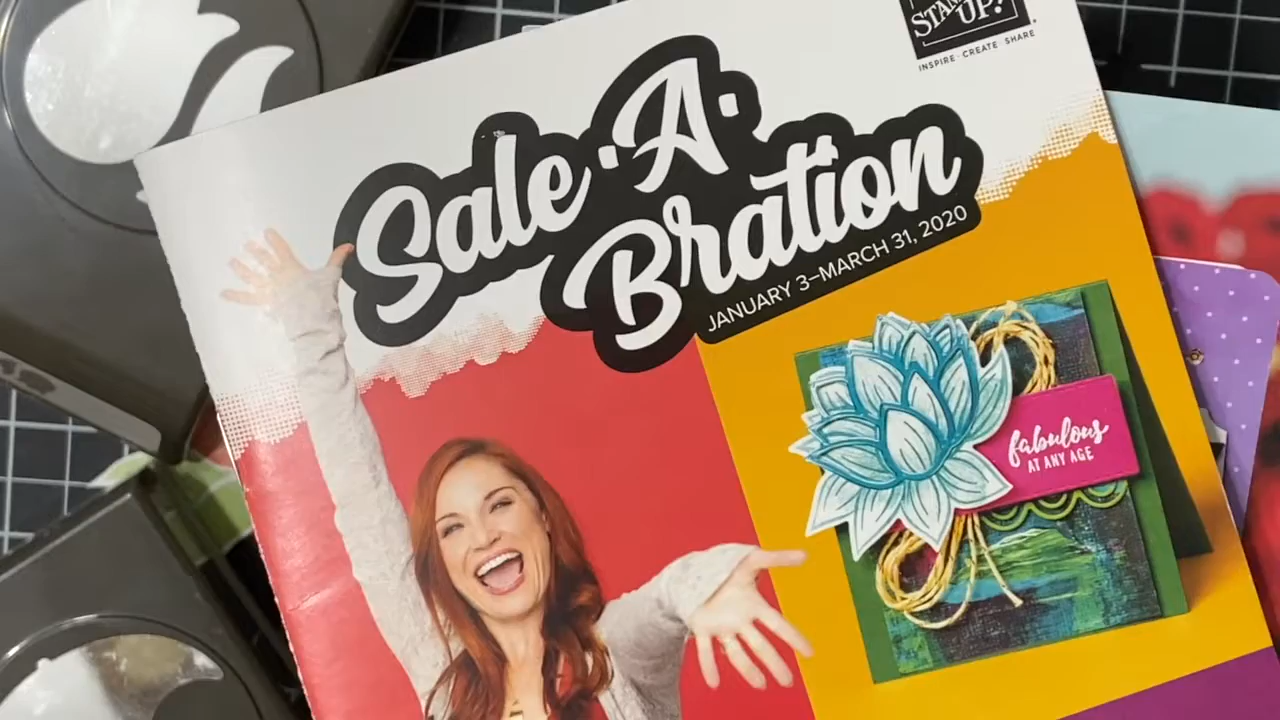 STAMPIN' UP!
INSPIRE · CREATE · SHARE
Sale-A-
Bration
JANUARY 3–MARCH 31, 2020
fabulous
AT ANY AGE